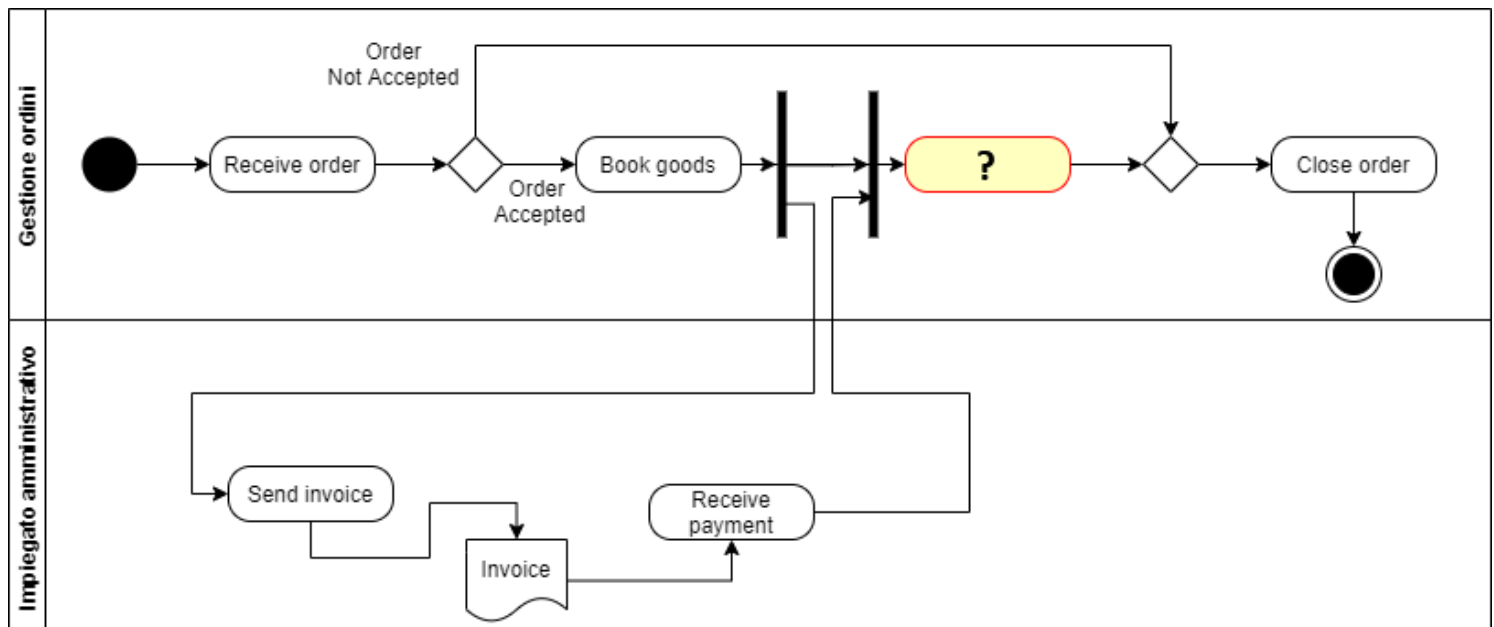 Gestione ordini
Order
Not Accepted
Receive order
Order
Accepted
Book goods
?
Close order
Impiegato amministrativo
Send invoice
Invoice
Receive
payment